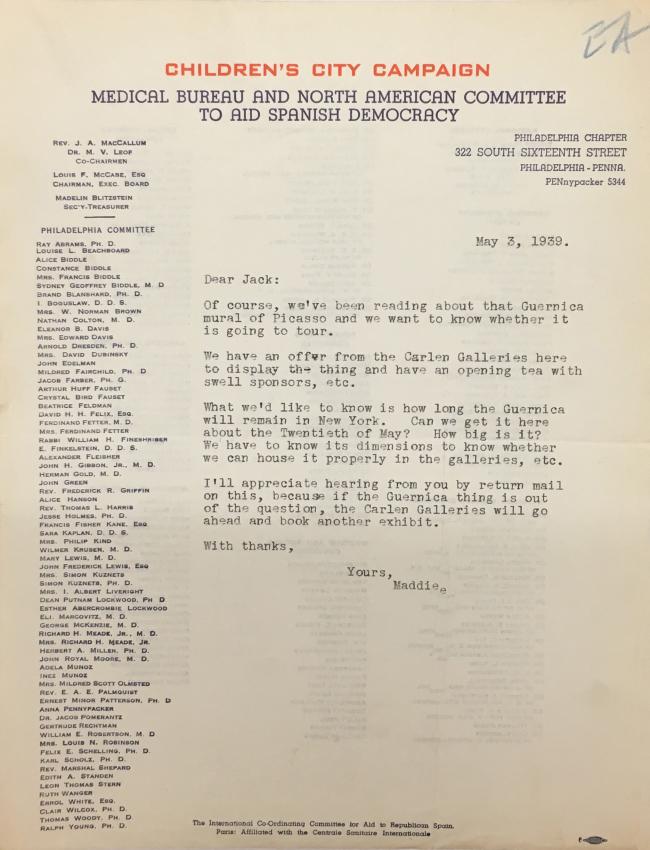 EA
CHILDREN'S CITY CAMPAIGN
MEDICAL BUREAU AND NORTH AMERICAN COMMITTEE
TO AID SPANISH DEMOCRACY
PHILADELPHIA CHAPTER
322 SOUTH SIXTEENTH STREET
PHILADELPHIA - PENNA.
PENnypacker 5344
REV. J. A. MACCALLUM
DR. M. V. LEOF
CO-CHAIRMEN
LOUIS F. MCCABE, ESQ
CHAIRMAN, EXEC. BOARD
MADELIN BLITZSTEIN
SEC'Y-TREASURER
PHILADELPHIA COMMITTEE
RAY ABRAMS, PH. D.
LOUISE L. BEACHBOARD
ALICE BIDDLE
CONSTANCE BIDDLE
MRS. FRANCIS BIDDLE
SYDNEY GEOFFREY BIDDLE, M. D
BRAND BLANSHARD, PH. D.
I. BOGUSLAW, D. D. S.
MRS. W. NORMAN BROWN
NATHAN COLTON, M. D.
ELEANOR B. DAVIS
MRS. EDWARD DAVIS
ARNOLD DRESDEN, PH. D.
MRS. DAVID DUBINSKY
JOHN EDELMAN
MILDRED FAIRCHILD, PH. D
JACOB FARBER, PH. G.
ARTHUR HUFF FAUSET
CRYSTAL BIRD FAUSET
BEATRICE FELDMAN
DAVID H. H. FELIX, ESQ.
FERDINAND FETTER, M. D.
MRS. FERDINAND FETTER
RABBI WILLIAM H. FINESHRIBER
E. FINKELSTEIN, D. D. S.
ALEXANDER FLEISHER
JOHN H. GIBBON, JR., M. D.
HERMAN GOLD, M. D.
JOHN GREEN
REV. FREDERICK R. GRIFFIN
ALICE HANSON
REV. THOMAS L. HARRIS
JESSE HOLMES, PH. D.
FRANCIS FISHER KANE, ESQ
SARA KAPLAN, D. D. S.
MRS. PHILIP KIND
WILMER KRUSEN, M. D.
MARY LEWIS, M. D.
JOHN FREDERICK LEWIS, ESQ
MRS. SIMON KUZNETS
SIMON KUZNETS, PH. D.
MRS. I. ALBERT LIVERIGHT
DEAN PUTNAM LOCKWOOD, PH D
ESTHER ABERCROMBIE LOCKWOOD
ELI. MARCOVITZ, M. D.
GEORGE MCKENZIE, M. D.
RICHARD H. MEADE, JR., M. D.
MRS. RICHARD H. MEADE, JR.
HERBERT A. MILLER, PH. D.
JOHN ROYAL MOORE, M. D.
ADELA MUNOZ
INEZ MUNOZ
MRS. MILDRED SCOTT OLMSTED
REV. E. A. E. PALMQUIST
ERNEST MINOR PATTERSON, PH. D
ANNA PENNYPACKER
DR. JACOB POMERANTZ
GERTRUDE RECHTMAN
WILLIAM E. ROBERTSON, M. D
MRS. LOUIS N. ROBINSON
FELIX E. SCHELLING, PH. D.
KARL SCHOLZ, PH. D.
REV. MARSHAL SHEPARD
EDITH A. STANDEN
LEON THOMAS STERN
RUTH WANGER
ERROL WHITE, ESQ.
CLAIR WILCOX, PH. D.
THOMAS WOODY, PH. D.
RALPH YOUNG, PH. D.
May 3, 1939.
Dear Jack:
Of course, we've been reading about that Guernica
mural of Picasso and we want to know whether it
is going to tour.
We have an offer from the Carlen Galleries here
to display the thing and have an opening tea with
swell sponsors, etc.
What we'd like to know is how long the Guernica
will remain in New York. Can we get it here
about the Twentieth of May? How big is it?
We have to know its dimensions to know whether
we can house it properly in the galleries, etc.
I'll appreciate hearing from you by return mail
on this, because if the Guernica thing is out
of the question, the Carlen Galleries will go
ahead and book another exhibit.
With thanks,
Yours,
Maddie
The International Co-Ordinating Committee for Aid to Republican Spain,
Paris: Affiliated with the Centrale Sanitaire Internationale